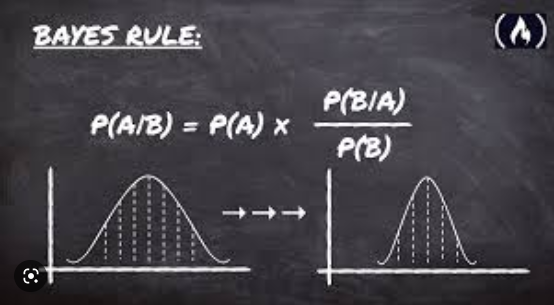 BAYES RULE:
P(A/B) = P(A) x P(B/A)
P(B)